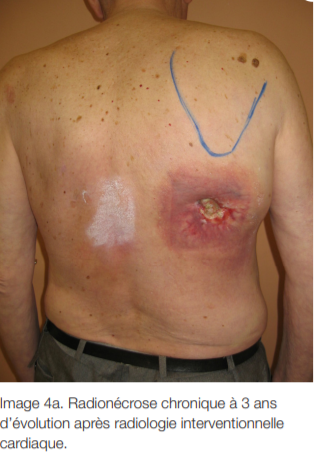 Image 4a. Radionécrose chronique à 3 ans
d'évolution après radiologie interventionnelle
cardiaque.